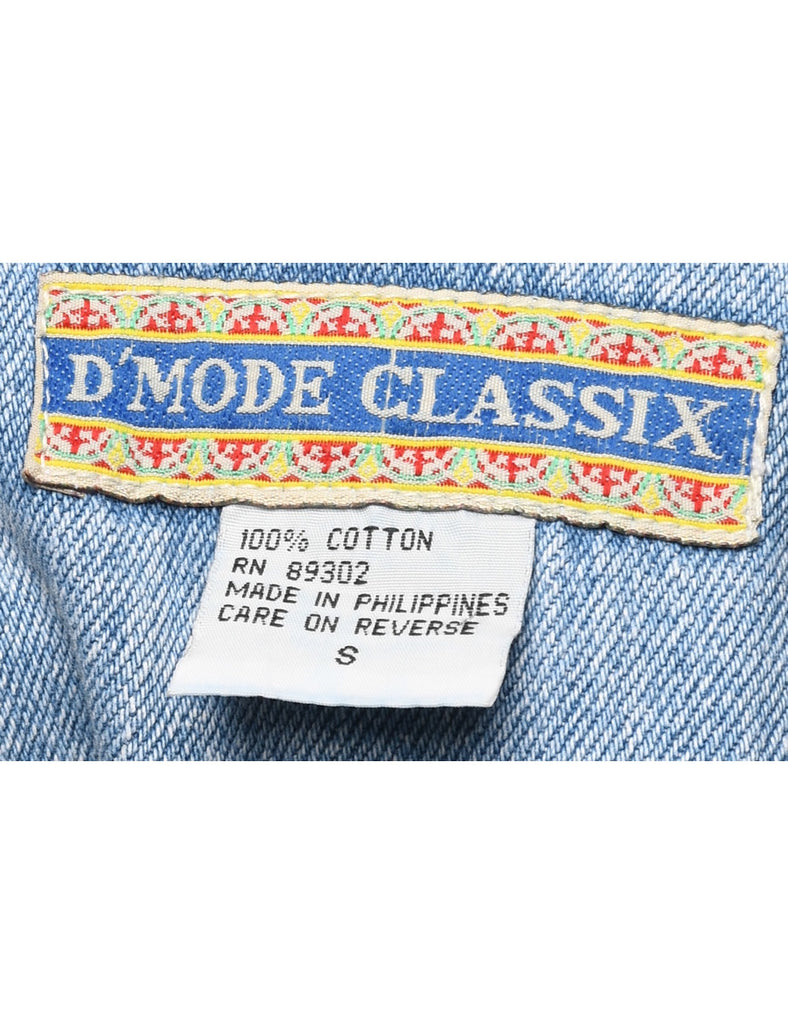 D'MODE CLASSIX
100% COTTON
RN 89302
MADE IN PHILIPPINES
CARE ON REVERSE
S